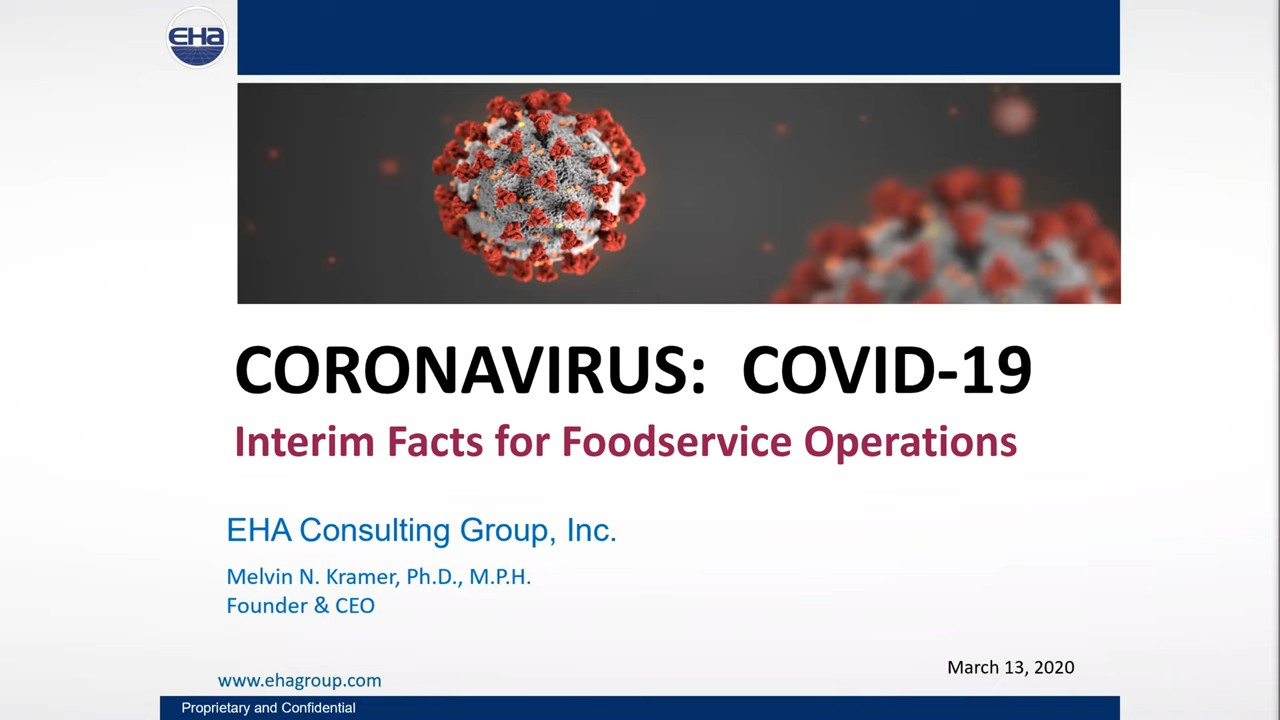 EHA
CORONAVIRUS: COVID-19
Interim Facts for Foodservice Operations
EHA Consulting Group, Inc.
Melvin N. Kramer, Ph.D., M.P.H.
Founder & CEO
March 13, 2020
www.ehagroup.com
Proprietary and Confidential